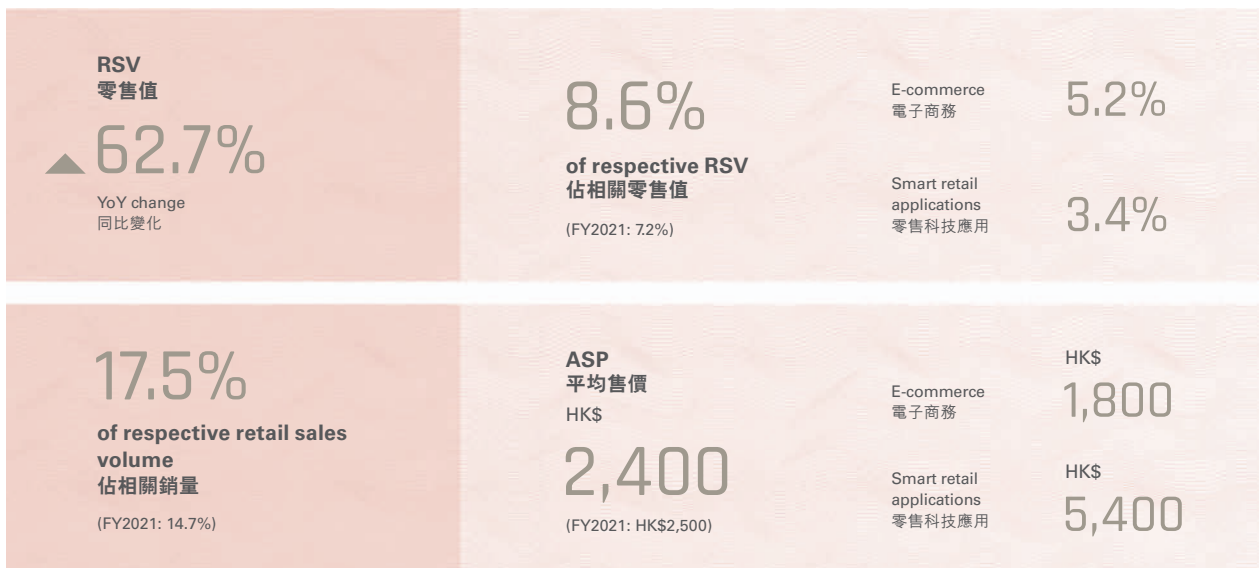 RSV
零售值
▲62.7%
YoY change
同比變化
8.6%
of respective RSV
佔相關零售值
(FY2021: 7.2%)
E-commerce
電子商務
5.2%
Smart retail
applications
零售科技應用
3.4%
17.5%
of respective retail sales
volume
佔相關銷量
(FY2021: 14.7%)
ASP
平均售價
HK$
2,400
(FY2021: HK$2,500)
E-commerce
電子商務
HK$
1,800
Smart retail
applications
零售科技應用
HK$
5,400